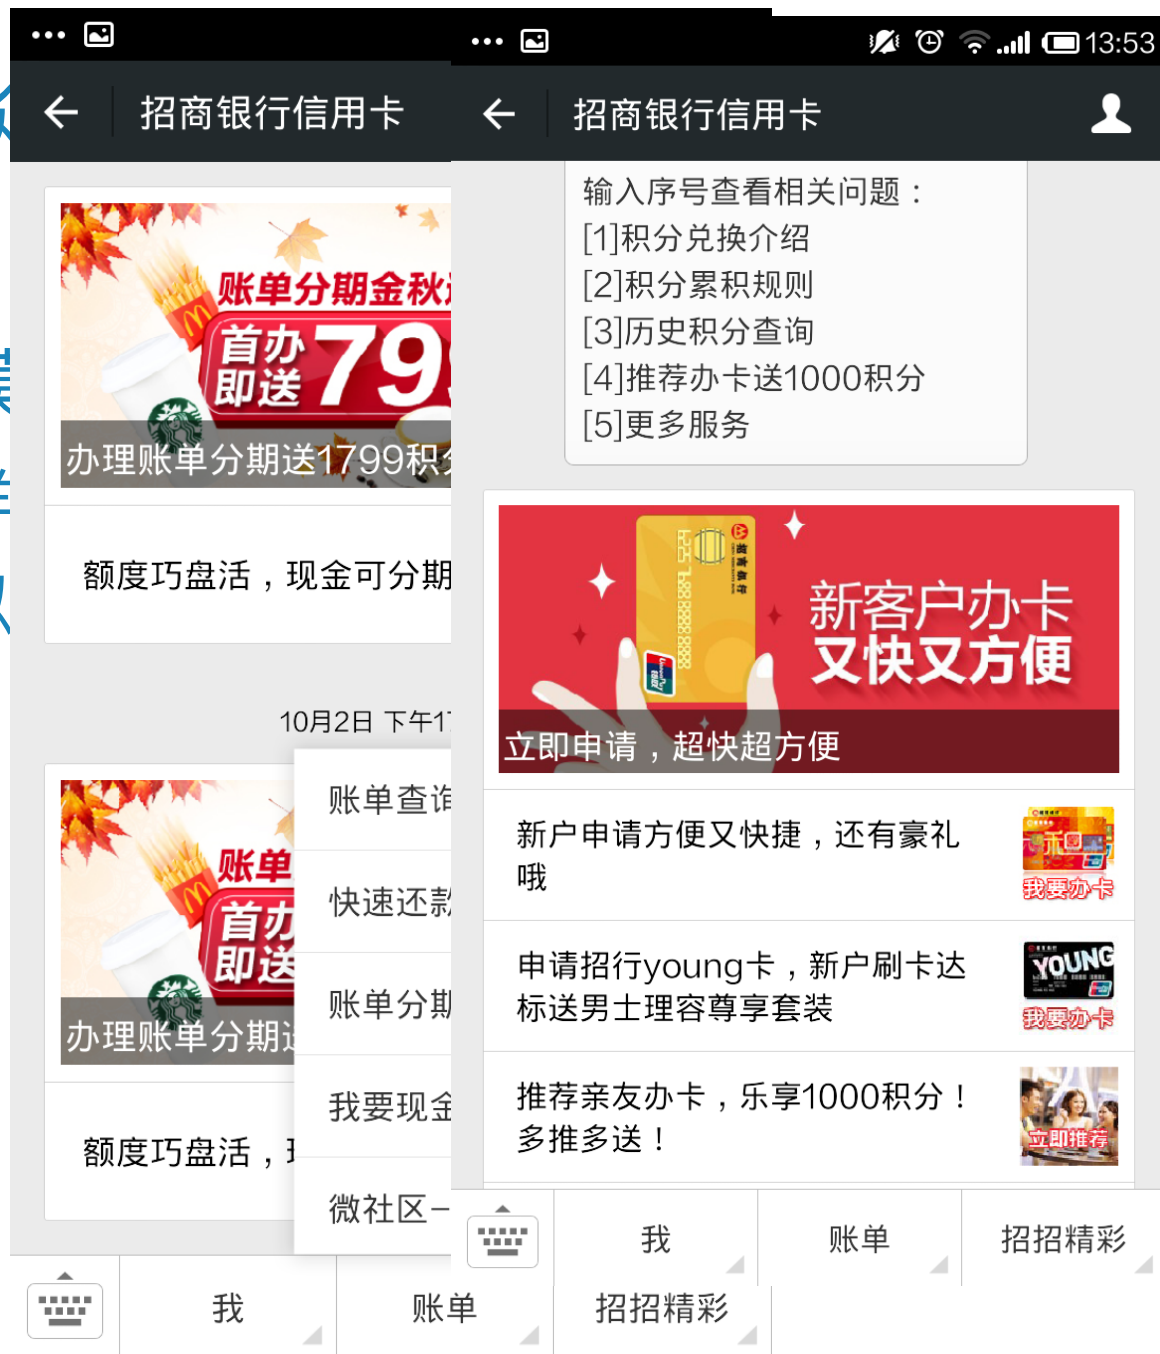 招商银行信用卡
账单分期金秋
首办
即送
79
办理账单分期送1799积
额度巧盘活，现金可分期
10月2日 下午1
账单
首办
即送
办理账单分期
额度巧盘活，
账单查询
快速还款
账单分期
我要现金
微社区
我
账单
招招精彩
13:53
招商银行信用卡
输入序号查看相关问题：
[1]积分兑换介绍
[2]积分累积规则
[3]历史积分查询
[4]推荐办卡送1000积分
[5]更多服务
招商银行
新客户办卡
又快又方便
立即申请，超快超方便
新户申请方便又快捷，还有豪礼
哦
我要办卡
申请招行young卡，新户刷卡达
标送男士理容尊享套装
YOUNG
我要办卡
推荐亲友办卡，乐享1000积分！
多推多送！
立即推荐
我
账单
招招精彩